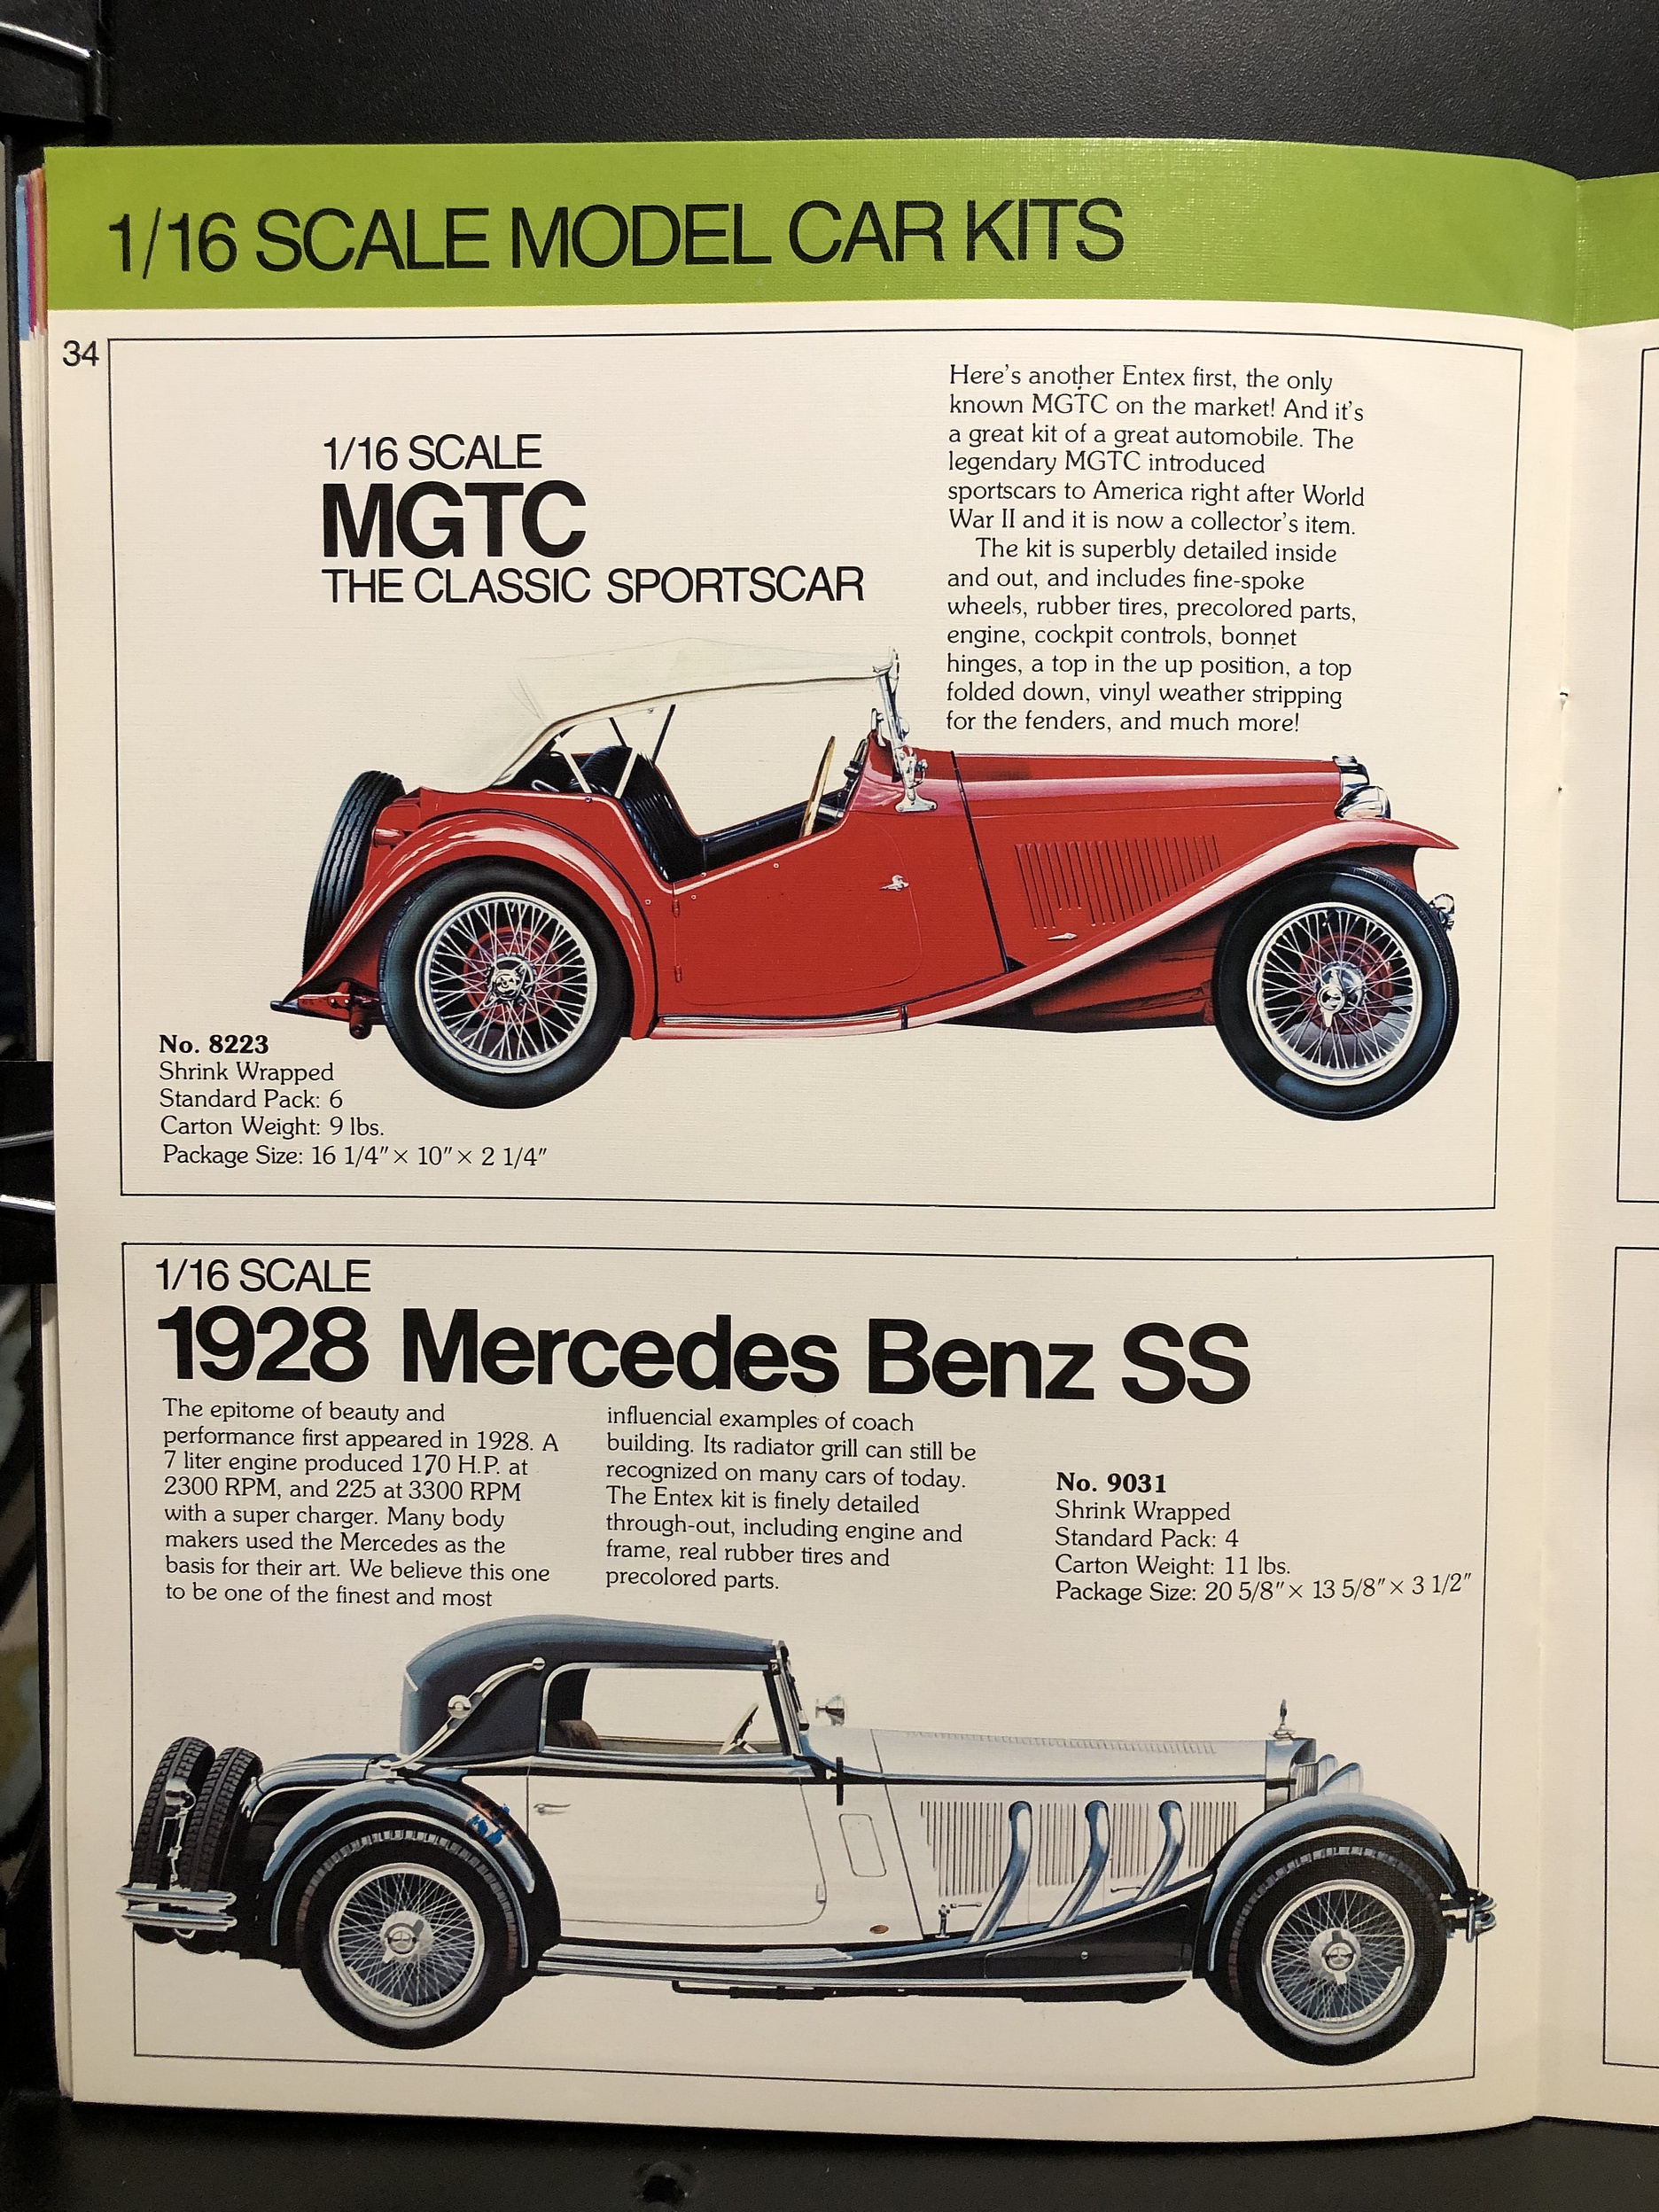 1/16 SCALE MODEL CAR KITS
34
1/16 SCALE
MGTC
THE CLASSIC SPORTSCAR
Here's another Entex first, the only
known MGTC on the market! And it's
a great kit of a great automobile. The
legendary MGTC introduced
sportscars to America right after World
War II and it is now a collector's item.
The kit is superbly detailed inside
and out, and includes fine-spoke
wheels, rubber tires, precolored parts,
engine, cockpit controls, bonnet
hinges, a top in the up position, a top
folded down, vinyl weather stripping
for the fenders, and much more!
No. 8223
Shrink Wrapped
Standard Pack: 6
Carton Weight: 9 lbs.
Package Size: 16 1/4" × 10" × 2 1/4"
1/16 SCALE
1928 Mercedes Benz SS
The epitome of beauty and
performance first appeared in 1928. A
7 liter engine produced 170 H.P. at
2300 RPM, and 225 at 3300 RPM
with a super charger. Many body
makers used the Mercedes as the
basis for their art. We believe this one
to be one of the finest and most
influencial examples of coach
building. Its radiator grill can still be
recognized on many cars of today.
The Entex kit is finely detailed
through-out, including engine and
frame, real rubber tires and
precolored parts.
No. 9031
Shrink Wrapped
Standard Pack: 4
Carton Weight: 11 lbs.
Package Size: 20 5/8" × 13 5/8" × 3 1/2"